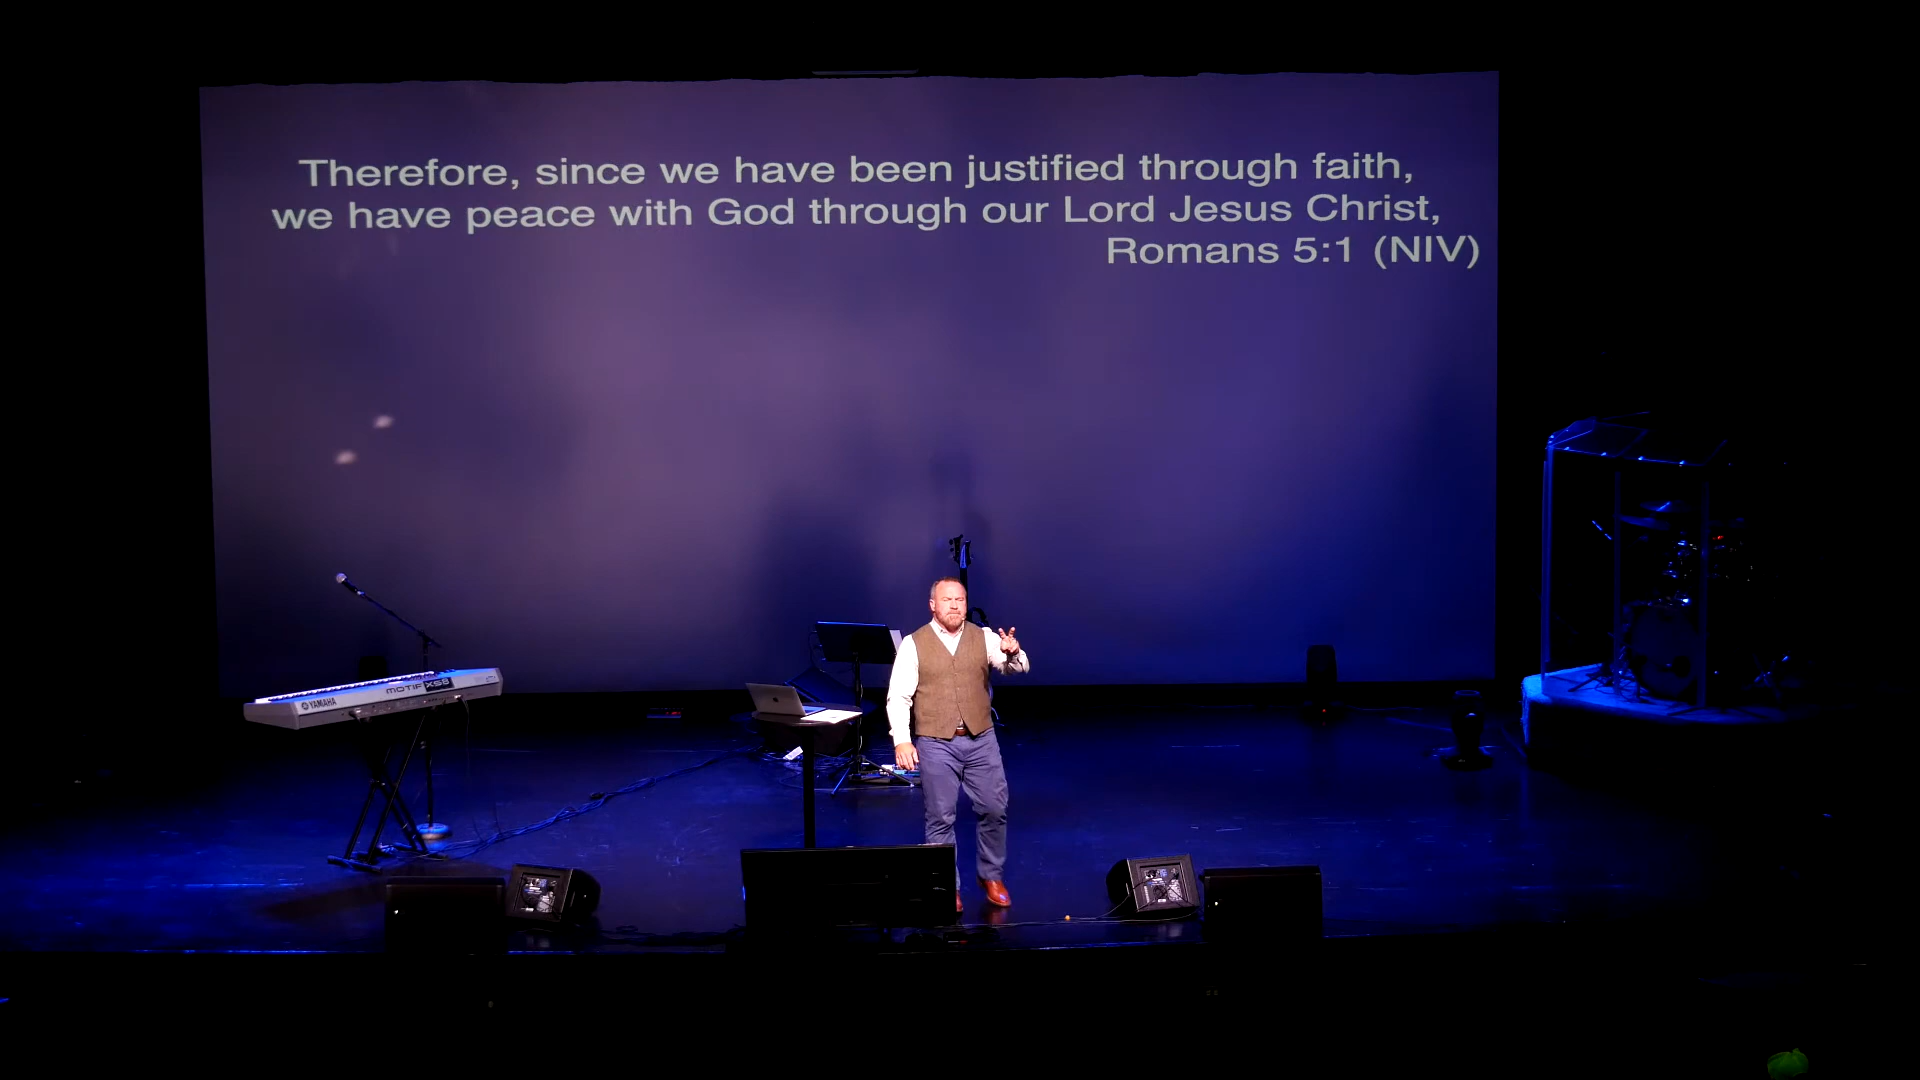 Therefore, since we have been justified through faith,
we have peace with God through our Lord Jesus Christ,
Romans 5:1 (NIV)
YAMAHA
MOTIF XS8